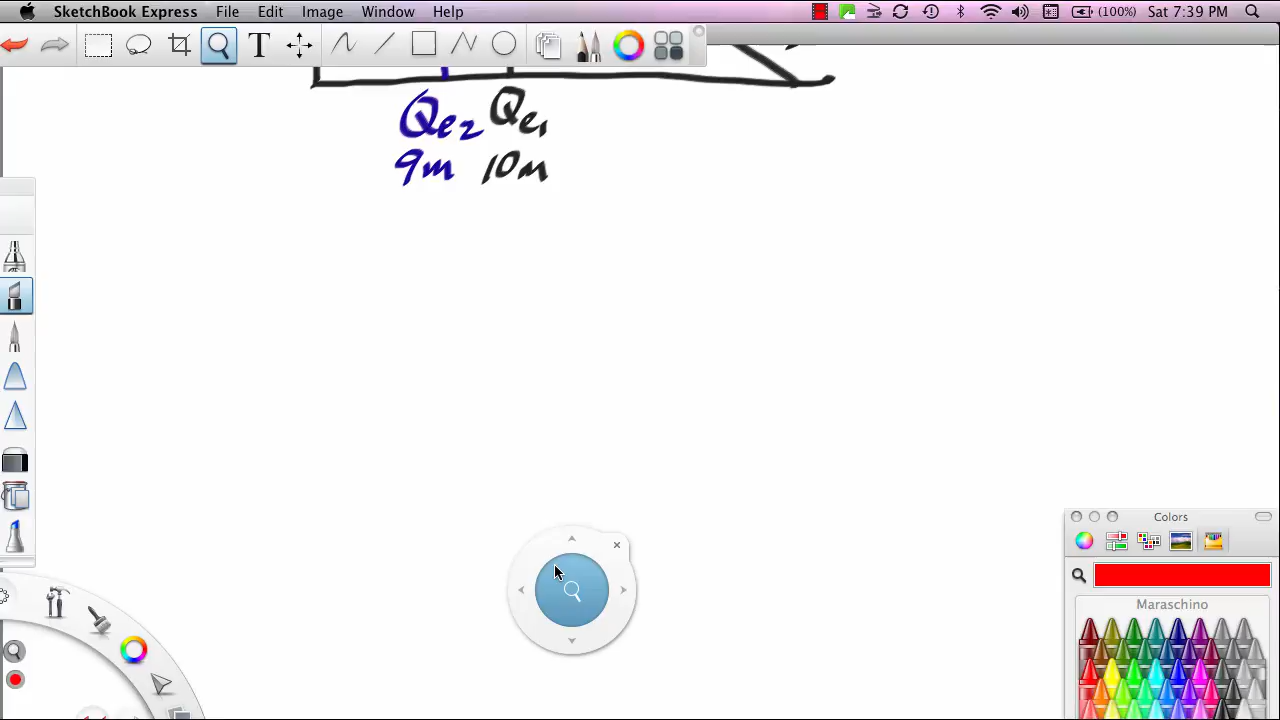 SketchBook Express File Edit Image Window Help (100%) Sat 7:39 PM
T
Qe2 Qe1
9m 10m
Colors
Maraschino